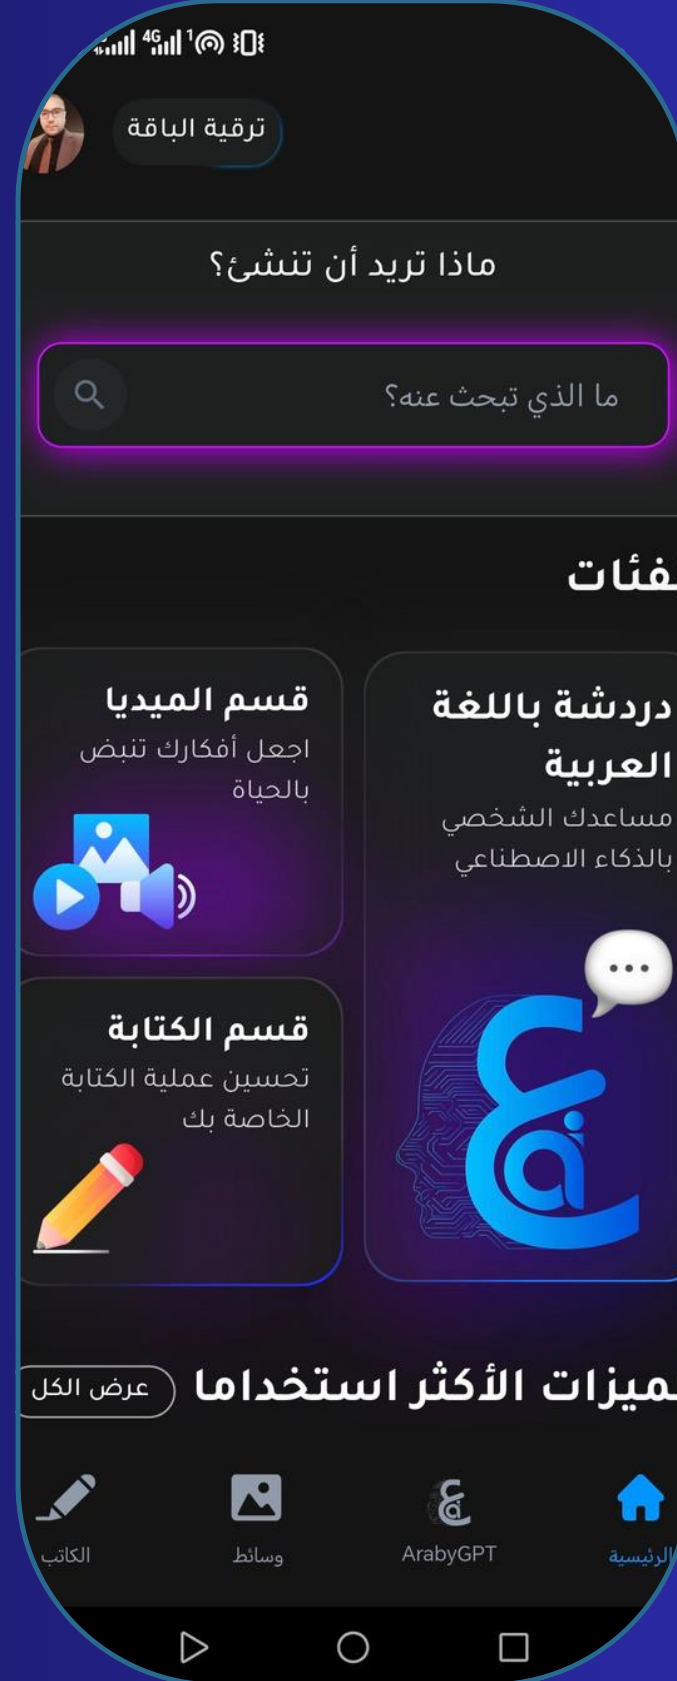 4G 1
ترقية الباقة
ماذا تريد أن تنشئ؟
ما الذي تبحث عنه؟
فئات
دردشة باللغة
العربية
مساعدك الشخصي
بالذكاء الاصطناعي
قسم الميديا
اجعل أفكارك تنبض
بالحياة
قسم الكتابة
تحسين عملية الكتابة
الخاصة بك
ميزات الأكثر استخداما
عرض الكل
الرئيسية
ArabyGPT
وسائط
الكاتب